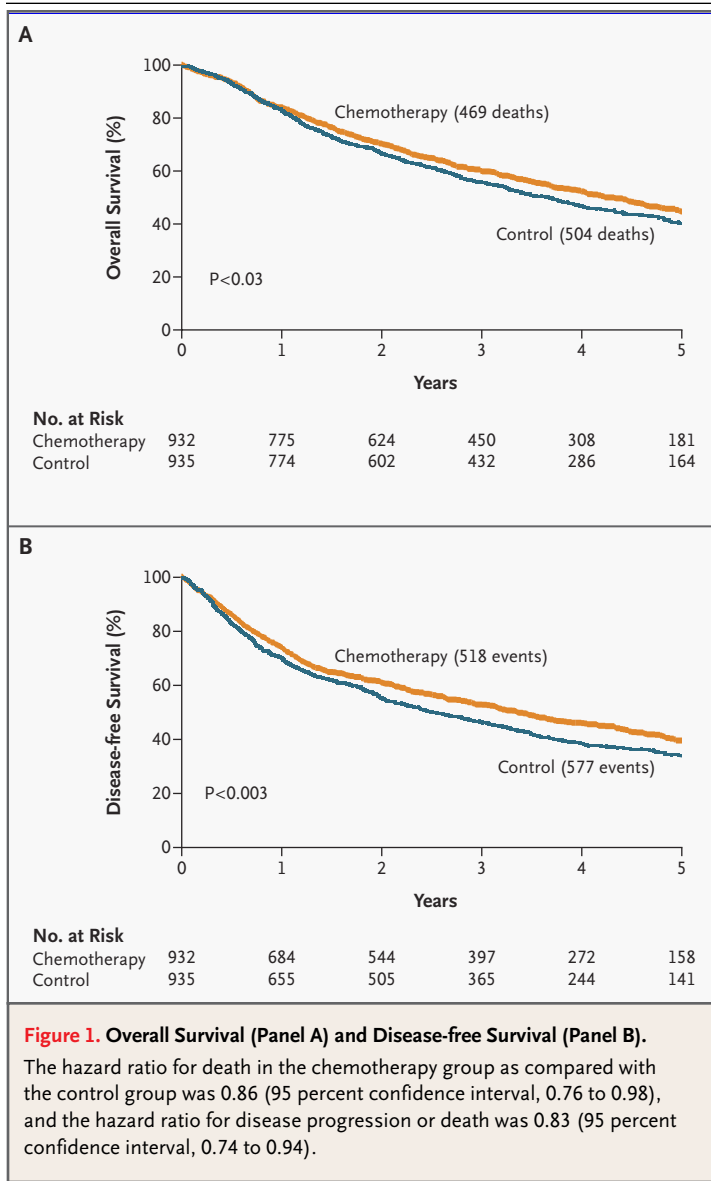 A
100
80
60
40
20
0
Overall Survival (%)
Chemotherapy (469 deaths)
Control (504 deaths)
P<0.03
0 1 2 3 4 5
Years
No. at Risk
Chemotherapy 932 775 624 450 308 181
Control 935 774 602 432 286 164
B
100
80
60
40
20
0
Disease-free Survival (%)
Chemotherapy (518 events)
Control (577 events)
P<0.003
0 1 2 3 4 5
Years
No. at Risk
Chemotherapy 932 684 544 397 272 158
Control 935 655 505 365 244 141
Figure 1. Overall Survival (Panel A) and Disease-free Survival (Panel B).
The hazard ratio for death in the chemotherapy group as compared with
the control group was 0.86 (95 percent confidence interval, 0.76 to 0.98),
and the hazard ratio for disease progression or death was 0.83 (95 percent
confidence interval, 0.74 to 0.94).